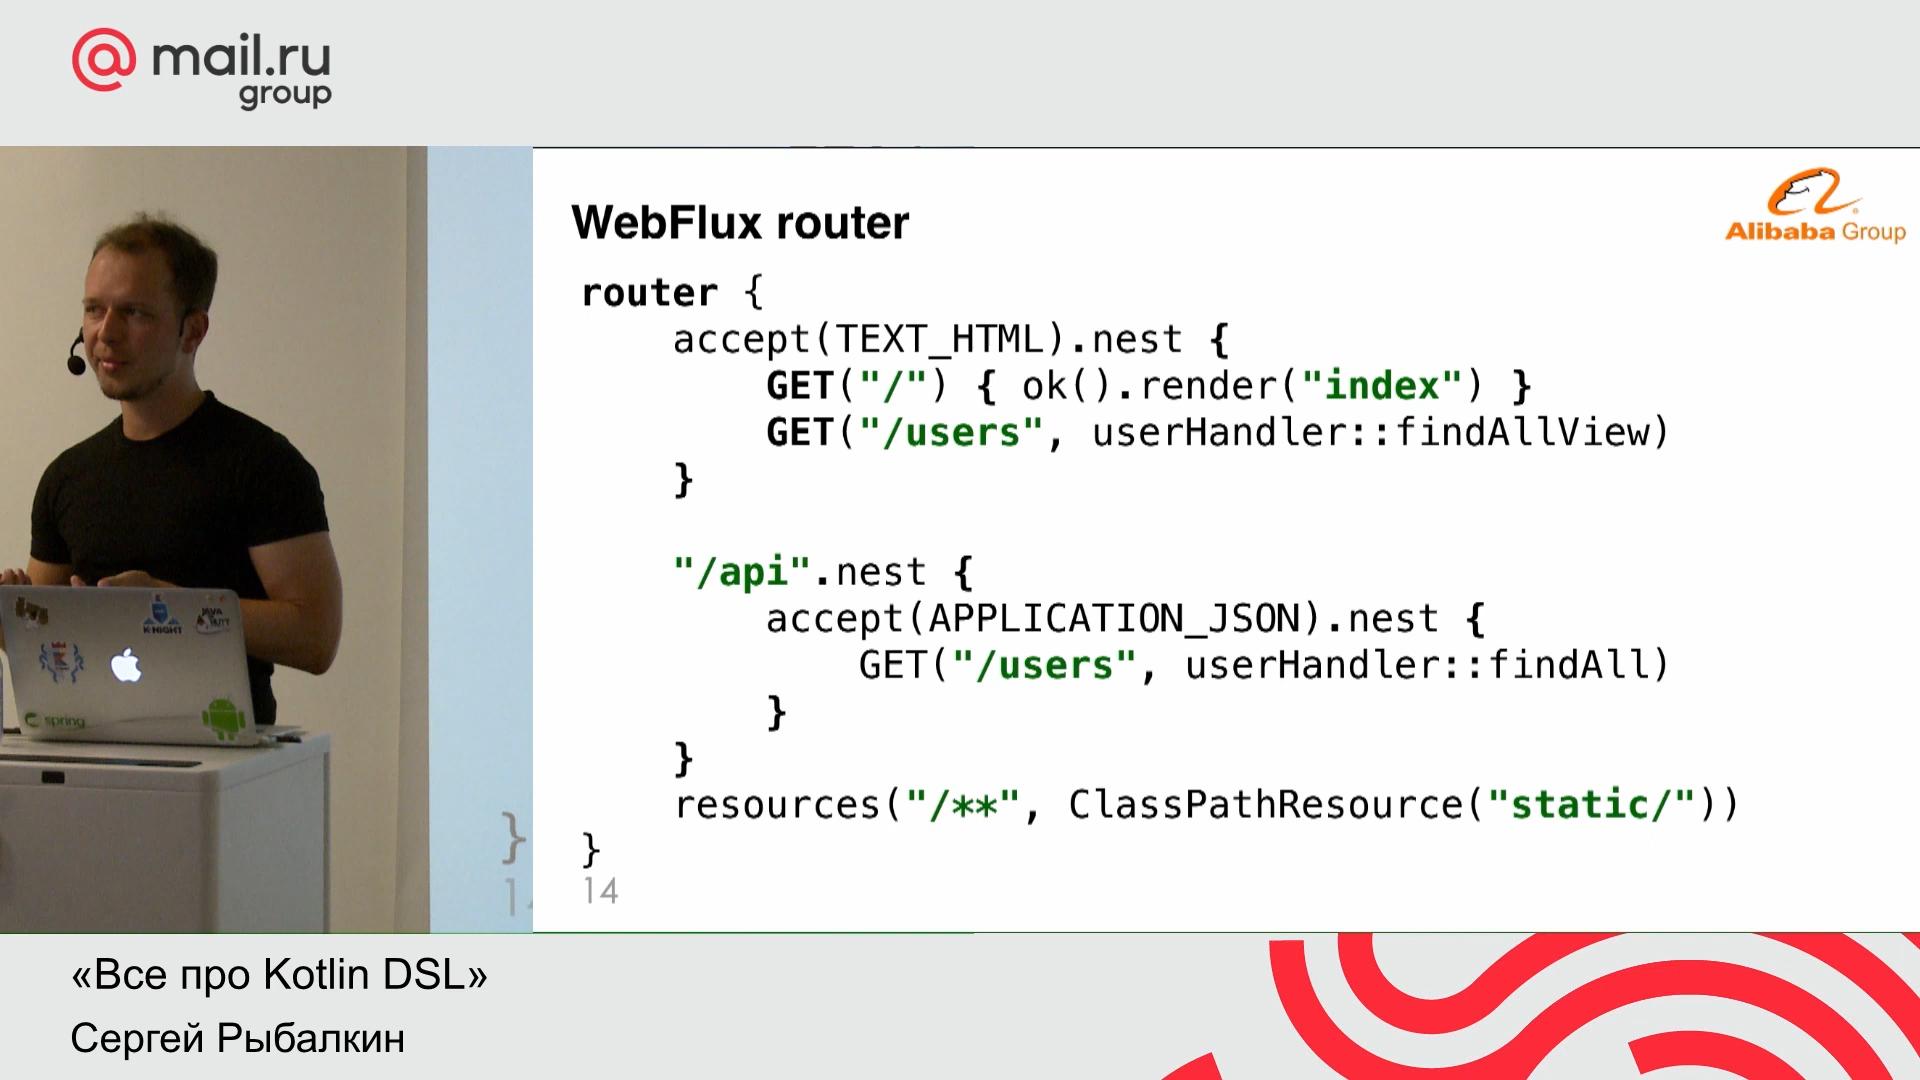 mail.ru
group
Alibaba Group
WebFlux router
router {
accept(TEXT_HTML).nest {
GET("/") { ok().render("index") }
GET("/users", userHandler::findAllView)
}
"/api".nest {
accept(APPLICATION_JSON).nest {
GET("/users", userHandler::findAll)
}
}
resources("/**", ClassPathResource("static/"))
}
14
K-NIGHT
spring
}
«Все про Kotlin DSL»
Сергей Рыбалкин